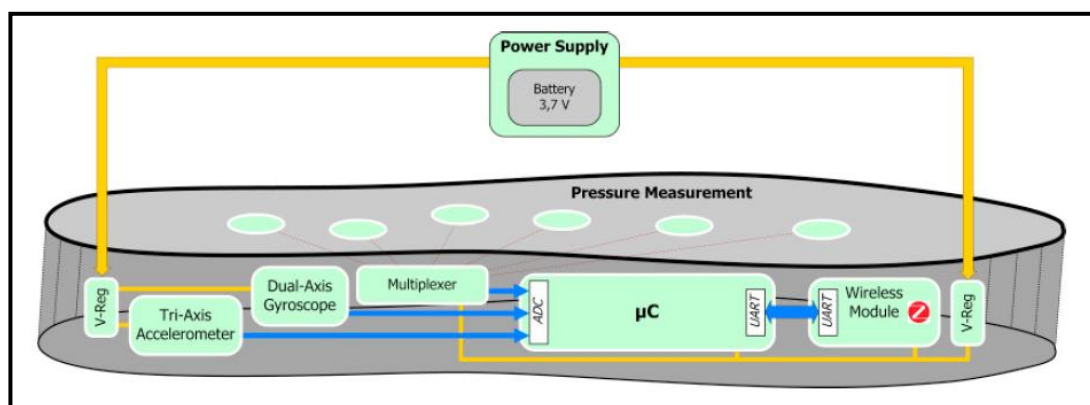 Power Supply
Battery
3,7 V
Pressure Measurement
V-Reg
Tri-Axis
Accelerometer
Dual-Axis
Gyroscope
Multiplexer
ADC
µC
UART
UART
Wireless
Module
V-Reg